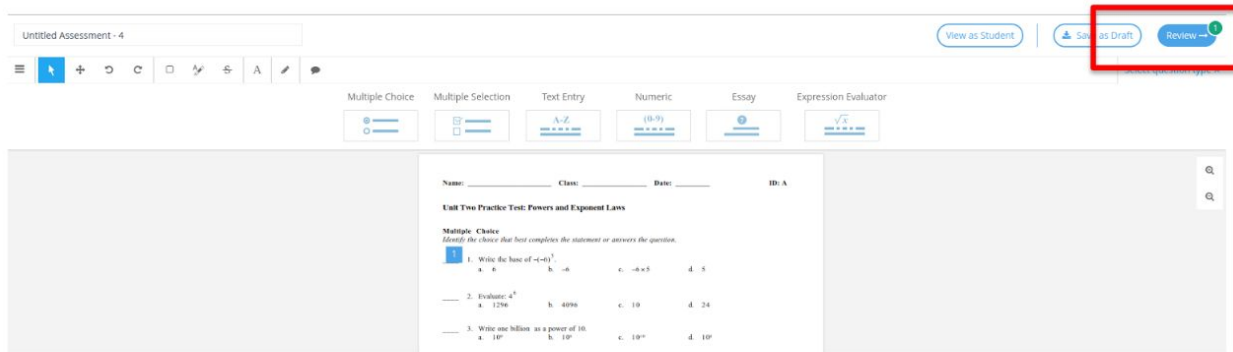 Untitled Assessment - 4
View as Student
Save as Draft
Review →
1
A
Select question type
Multiple Choice Multiple Selection Text Entry Numeric Essay Expression Evaluator
A-Z (0-9) ? √x
Name: Class: Date: ID: A
Unit Two Practice Test: Powers and Exponent Laws
Multiple Choice
Identify the choice that best completes the statement or answers the question.
1
1. Write the base of
a. 6 b. -6 c. -6×5 d. 5
2. Evaluate:
a. 1296 b. 4096 c. 10 d. 24
3. Write one billion as a power of 10.
a. b. c. d.